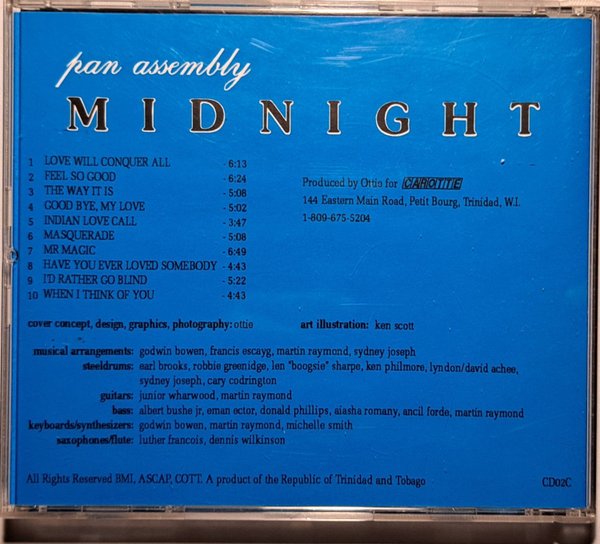 pan assembly
MIDNIGHT
1 LOVE WILL CONQUER ALL - 6:13
2 FEEL SO GOOD - 6:24
3 THE WAY IT IS - 5:08
4 GOOD BYE, MY LOVE - 5:02
5 INDIAN LOVE CALL - 3:47
6 MASQUERADE - 5:08
7 MR MAGIC - 6:49
8 HAVE YOU EVER LOVED SOMEBODY - 4:43
9 I'D RATHER GO BLIND - 5:22
10 WHEN I THINK OF YOU - 4:43
Produced by Ottie for CAROTTE
144 Eastern Main Road, Petit Bourg, Trinidad, W.I.
1-809-675-5204
cover concept, design, graphics, photography: ottie art illustration: ken scott
musical arrangements: godwin bowen, francis escayg, martin raymond, sydney joseph
steeldrums: earl brooks, robbie greenidge, len "boogsie" sharpe, ken philmore, lyndon/david achee,
sydney joseph, cary codrington
guitars: junior wharwood, martin raymond
bass: albert bushe jr, eman ector, donald phillips, aiasha romany, ancil forde, martin raymond
keyboards/synthesizers: godwin bowen, martin raymond, michelle smith
saxophones/flute: luther francois, dennis wilkinson
All Rights Reserved BMI, ASCAP, COTT. A product of the Republic of Trinidad and Tobago CD02C